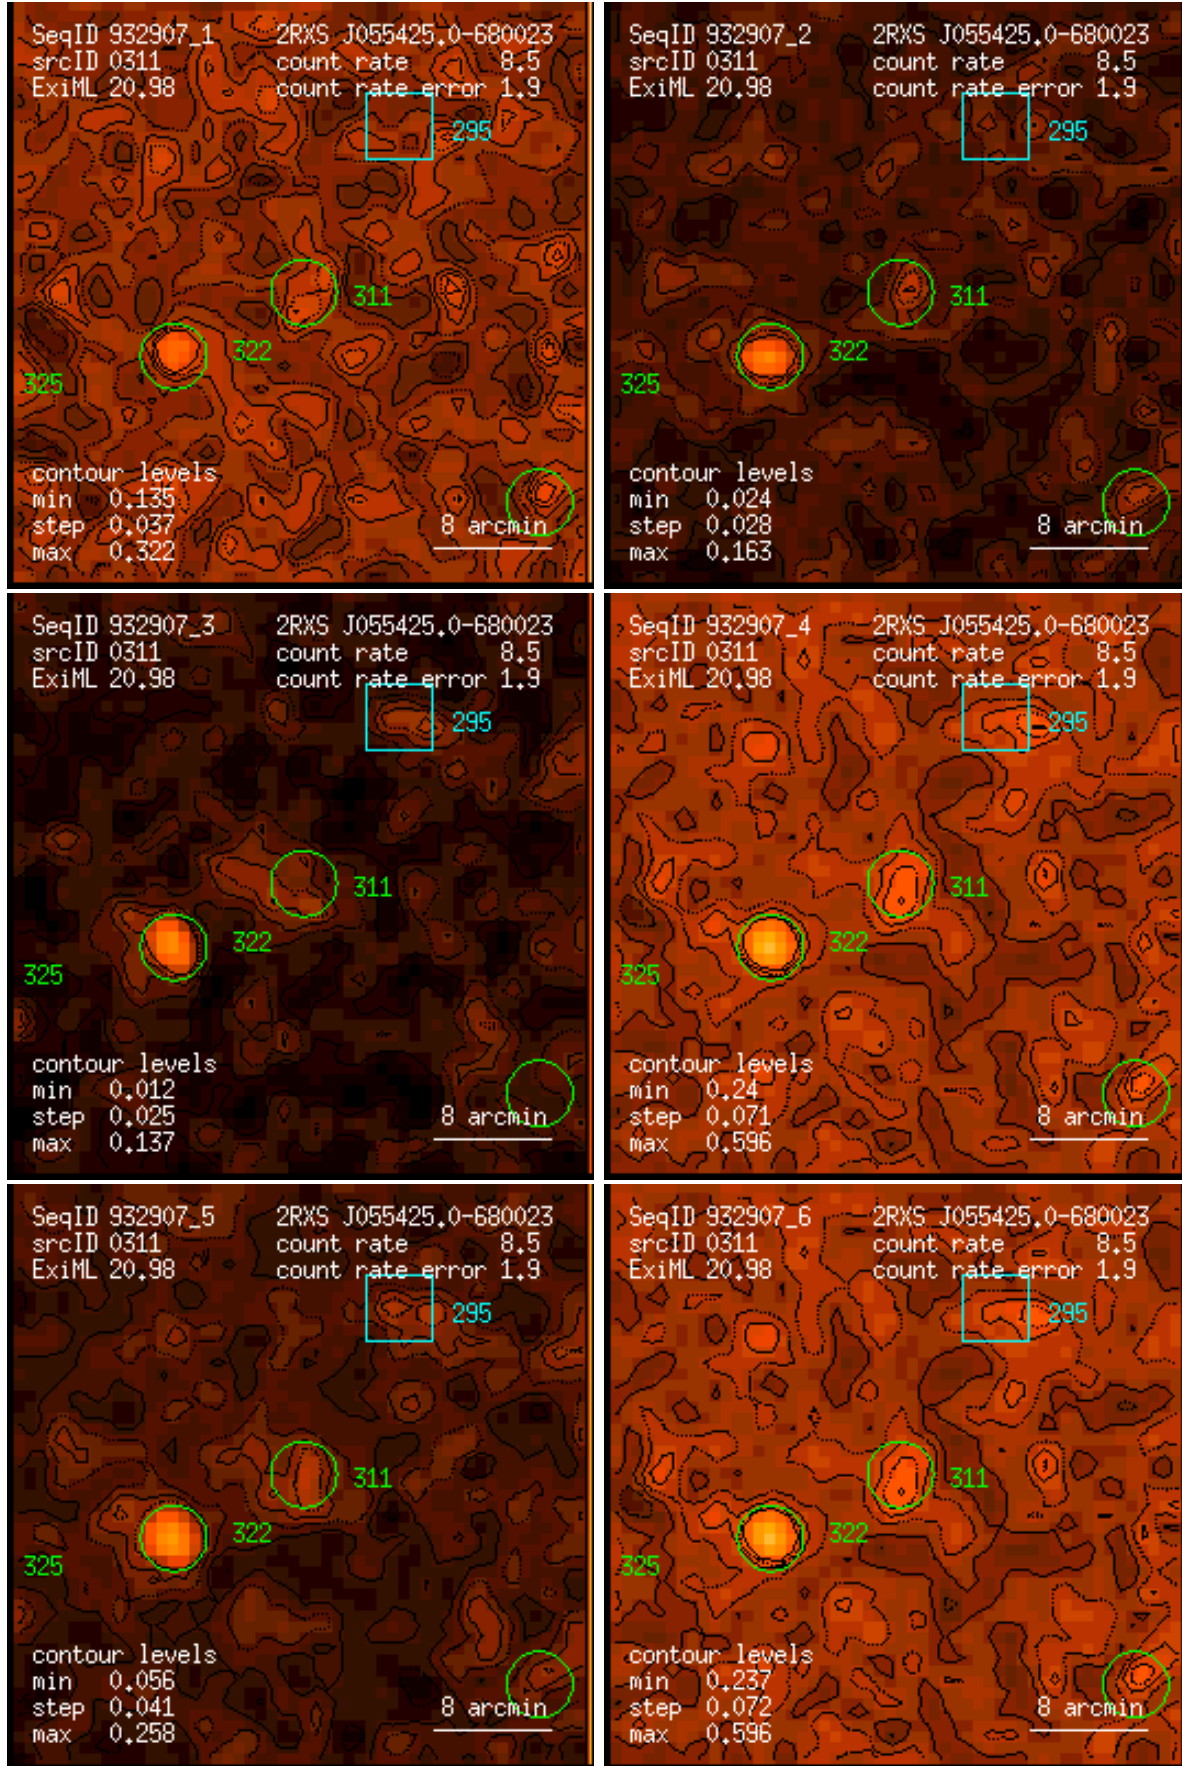 SeqID 932907_1 2RXS J055425.0-680023
srcID 0311 count rate 8.5
ExiML 20.98 count rate error 1.9
295
311
322
325
contour levels
min 0.135
step 0.037 8 arcmin
max 0.322
SeqID 932907_2 2RXS J055425.0-680023
srcID 0311 count rate 8.5
ExiML 20.98 count rate error 1.9
295
311
322
325
contour levels
min 0.024
step 0.028 8 arcmin
max 0.163
SeqID 932907_3 2RXS J055425.0-680023
srcID 0311 count rate 8.5
ExiML 20.98 count rate error 1.9
295
311
322
325
contour levels
min 0.012
step 0.025 8 arcmin
max 0.137
SeqID 932907_4 2RXS J055425.0-680023
srcID 0311 count rate 8.5
ExiML 20.98 count rate error 1.9
295
311
322
325
contour levels
min 0.24
step 0.071 8 arcmin
max 0.596
SeqID 932907_5 2RXS J055425.0-680023
srcID 0311 count rate 8.5
ExiML 20.98 count rate error 1.9
295
311
322
325
contour levels
min 0.056
step 0.041 8 arcmin
max 0.258
SeqID 932907_6 2RXS J055425.0-680023
srcID 0311 count rate 8.5
ExiML 20.98 count rate error 1.9
295
311
322
325
contour levels
min 0.237
step 0.072 8 arcmin
max 0.596